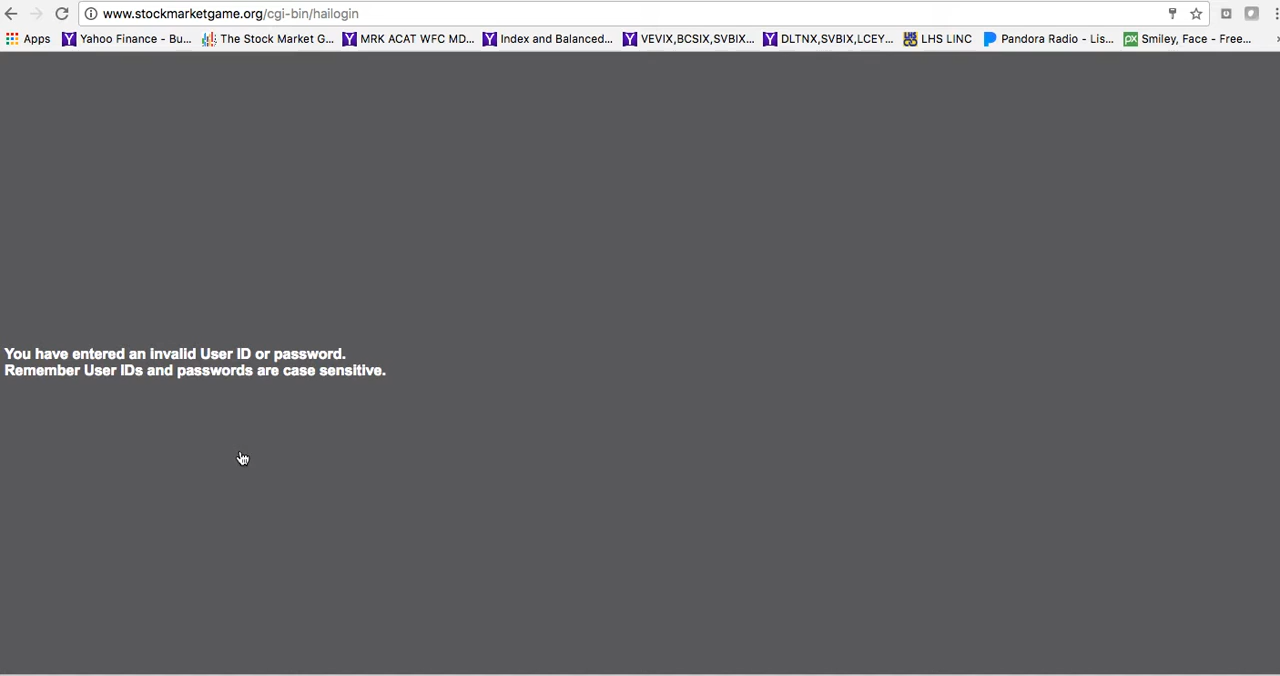 www.stockmarketgame.org/cgi-bin/hailogin
Apps Yahoo Finance - Bu... The Stock Market G... MRK ACAT WFC MD... Index and Balanced... VEVIX,BCSIX,SVBIX... DLTNX,SVBIX,LCEY... LHS LINC Pandora Radio - Lis... px Smiley, Face - Free...
You have entered an invalid User ID or password.
Remember User IDs and passwords are case sensitive.